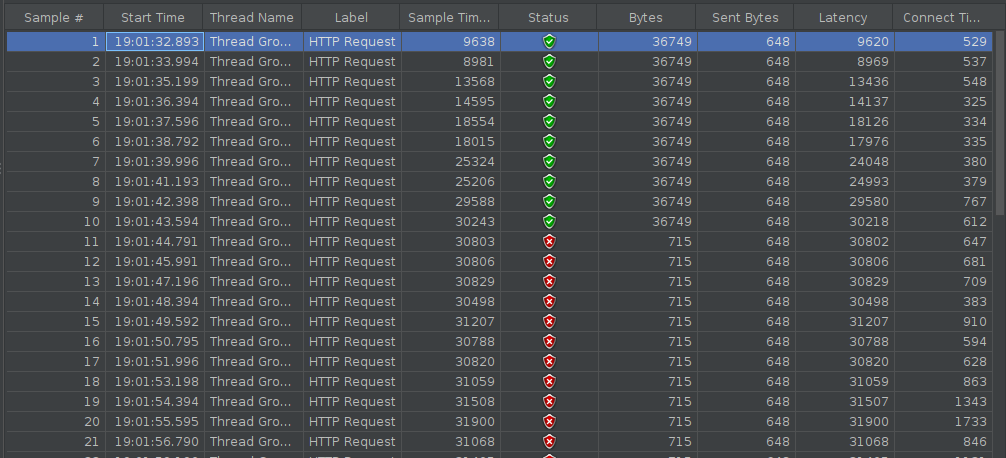 Sample # Start Time Thread Name Label Sample Tim... Status Bytes Sent Bytes Latency Connect Ti...
1 19:01:32.893 Thread Gro... HTTP Request 9638 36749 648 9620 529
2 19:01:33.994 Thread Gro... HTTP Request 8981 36749 648 8969 537
3 19:01:35.199 Thread Gro... HTTP Request 13568 36749 648 13436 548
4 19:01:36.394 Thread Gro... HTTP Request 14595 36749 648 14137 325
5 19:01:37.596 Thread Gro... HTTP Request 18554 36749 648 18126 334
6 19:01:38.792 Thread Gro... HTTP Request 18015 36749 648 17976 335
7 19:01:39.996 Thread Gro... HTTP Request 25324 36749 648 24048 380
8 19:01:41.193 Thread Gro... HTTP Request 25206 36749 648 24993 379
9 19:01:42.398 Thread Gro... HTTP Request 29588 36749 648 29580 767
10 19:01:43.594 Thread Gro... HTTP Request 30243 36749 648 30218 612
11 19:01:44.791 Thread Gro... HTTP Request 30803 715 648 30802 647
12 19:01:45.991 Thread Gro... HTTP Request 30806 715 648 30806 681
13 19:01:47.196 Thread Gro... HTTP Request 30829 715 648 30829 709
14 19:01:48.394 Thread Gro... HTTP Request 30498 715 648 30498 383
15 19:01:49.592 Thread Gro... HTTP Request 31207 715 648 31207 910
16 19:01:50.795 Thread Gro... HTTP Request 30788 715 648 30788 594
17 19:01:51.996 Thread Gro... HTTP Request 30820 715 648 30820 628
18 19:01:53.198 Thread Gro... HTTP Request 31059 715 648 31059 863
19 19:01:54.394 Thread Gro... HTTP Request 31508 715 648 31507 1343
20 19:01:55.595 Thread Gro... HTTP Request 31900 715 648 31900 1733
21 19:01:56.790 Thread Gro... HTTP Request 31068 715 648 31068 846